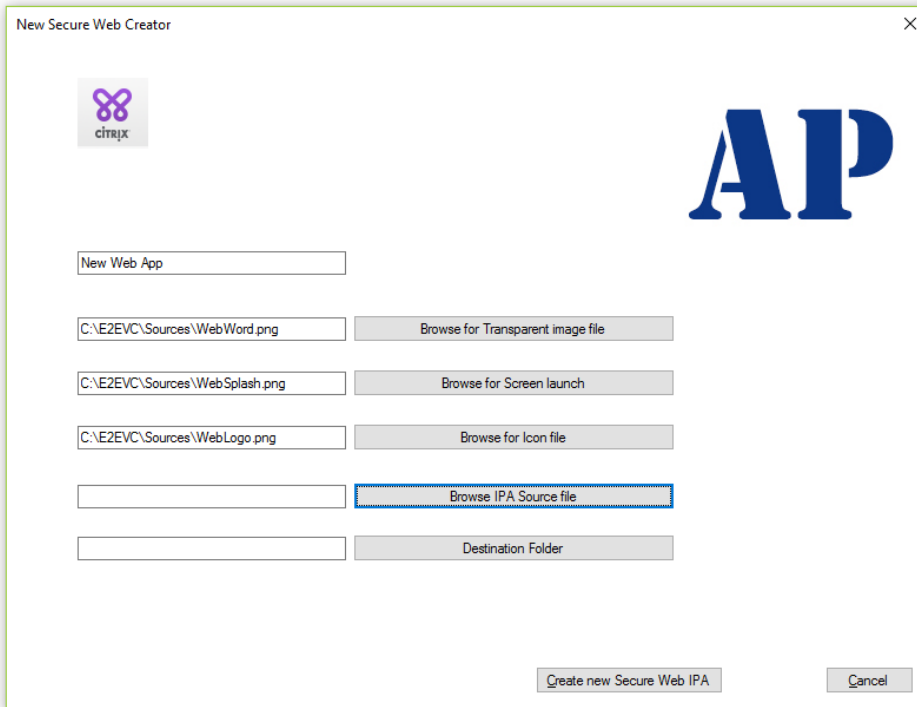 New Secure Web Creator
CİTRIX
AP
New Web App
C:\E2EVC\Sources\WebWord.png
Browse for Transparent image file
C:\E2EVC\Sources\WebSplash.png
Browse for Screen launch
C:\E2EVC\Sources\WebLogo.png
Browse for Icon file
Browse IPA Source file
Destination Folder
Create new Secure Web IPA
Cancel